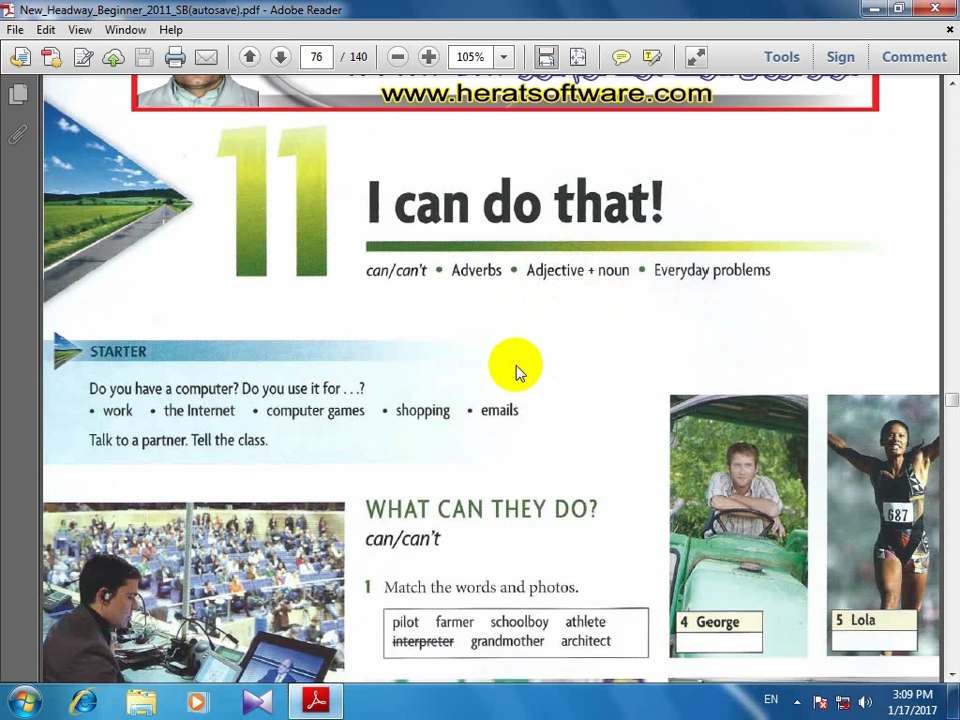 New_Headway_Beginner_2011_SB(autosave).pdf - Adobe Reader
File Edit View Window Help
76 / 140 105% Tools Sign Comment
www.heratsoftware.com
11
I can do that!
can/can't • Adverbs • Adjective + noun • Everyday problems
STARTER
Do you have a computer? Do you use it for . . .?
• work • the Internet • computer games • shopping • emails
Talk to a partner. Tell the class.
WHAT CAN THEY DO?
can/can't
1 Match the words and photos.
pilot farmer schoolboy athlete
interpreter grandmother architect
4 George
687
5 Lola
EN
3:09 PM
1/17/2017